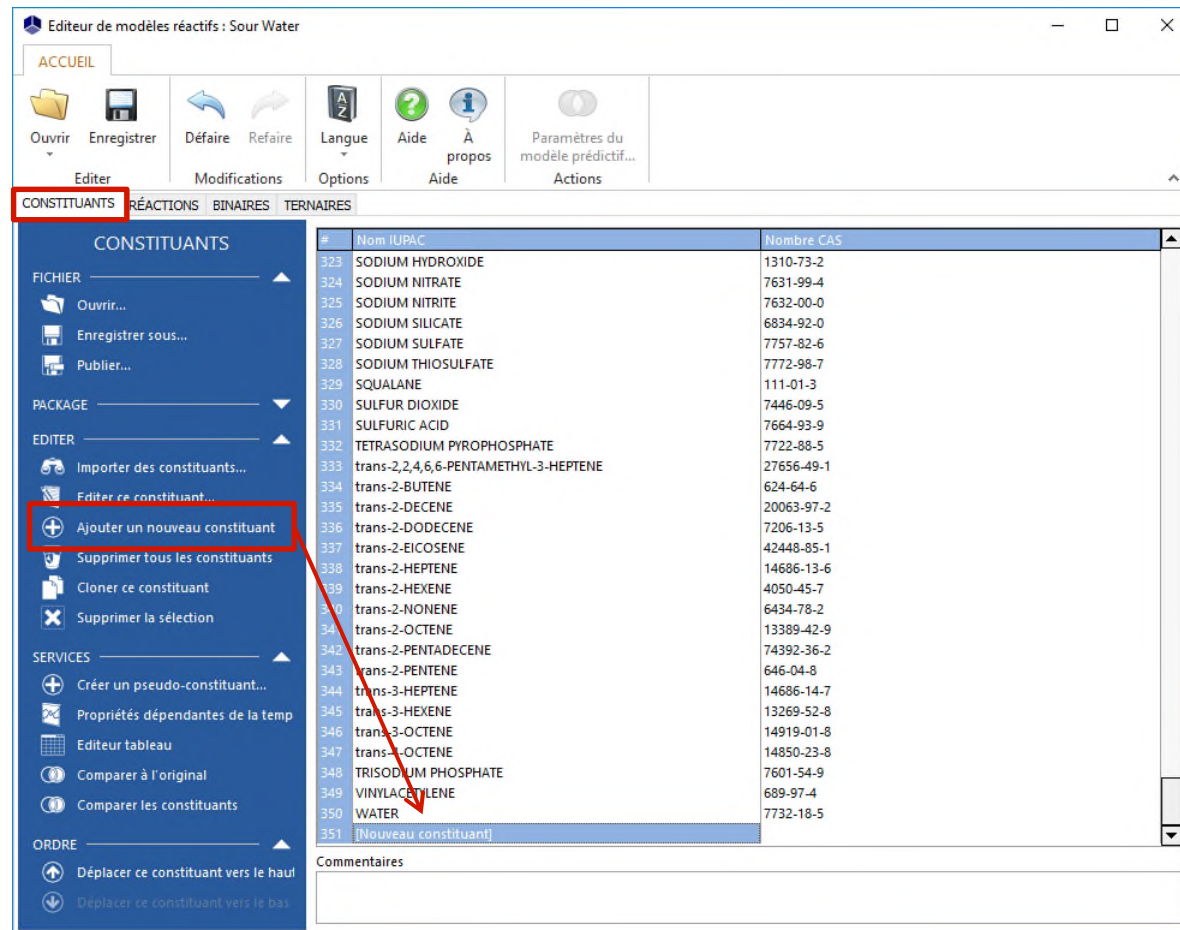 Editeur de modèles réactifs : Sour Water
ACCUEIL
Ouvrir Enregistrer Défaire Refaire Langue Aide À propos Paramètres du modèle prédictif...
Editer Modifications Options Aide Actions
CONSTITUANTS RÉACTIONS BINAIRES TERNAIRES
CONSTITUANTS
FICHIER
Ouvrir...
Enregistrer sous...
Publier...
PACKAGE
EDITER
Importer des constituants...
Editer ce constituant...
Ajouter un nouveau constituant
Supprimer tous les constituants
Cloner ce constituant
Supprimer la sélection
SERVICES
Créer un pseudo-constituant...
Propriétés dépendantes de la temp
Editeur tableau
Comparer à l'original
Comparer les constituants
ORDRE
Déplacer ce constituant vers le haut
Déplacer ce constituant vers le bas
# Nom IUPAC Nombre CAS
323 SODIUM HYDROXIDE 1310-73-2
324 SODIUM NITRATE 7631-99-4
325 SODIUM NITRITE 7632-00-0
326 SODIUM SILICATE 6834-92-0
327 SODIUM SULFATE 7757-82-6
328 SODIUM THIOSULFATE 7772-98-7
329 SQUALANE 111-01-3
330 SULFUR DIOXIDE 7446-09-5
331 SULFURIC ACID 7664-93-9
332 TETRASODIUM PYROPHOSPHATE 7722-88-5
333 trans-2,2,4,6,6-PENTAMETHYL-3-HEPTENE 27656-49-1
334 trans-2-BUTENE 624-64-6
335 trans-2-DECENE 20063-97-2
336 trans-2-DODECENE 7206-13-5
337 trans-2-EICOSENE 42448-85-1
338 trans-2-HEPTENE 14686-13-6
339 trans-2-HEXENE 4050-45-7
340 trans-2-NONENE 6434-78-2
341 trans-2-OCTENE 13389-42-9
342 trans-2-PENTADECENE 74392-36-2
343 trans-2-PENTENE 646-04-8
344 trans-3-HEPTENE 14686-14-7
345 trans-3-HEXENE 13269-52-8
346 trans-3-OCTENE 14919-01-8
347 trans-4-OCTENE 14850-23-8
348 TRISODIUM PHOSPHATE 7601-54-9
349 VINYLACETYLENE 689-97-4
350 WATER 7732-18-5
351 [Nouveau constituant]
Commentaires